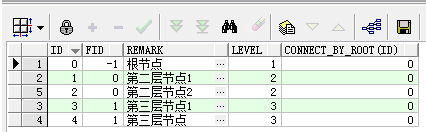 ID FID REMARK LEVEL CONNECT_BY_ROOT(ID)
1 0 -1 根节点 ... 1 0
2 1 0 第二层节点1 ... 2 0
5 2 0 第二层节点2 ... 2 0
3 3 1 第三层节点1 ... 3 0
4 4 1 第三层节点 ... 3 0